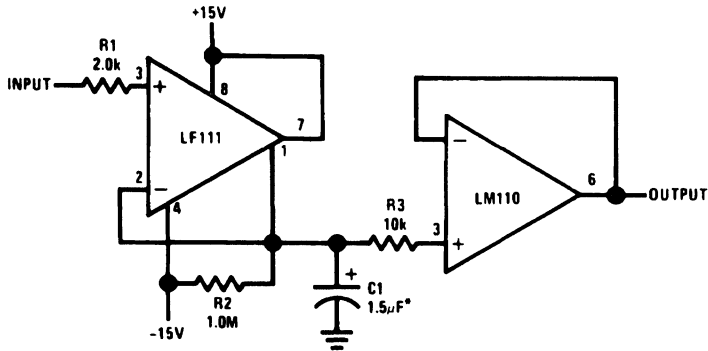 +15V
R1
2.0k
INPUT
3
+
8
LF111
7
1
2
−
4
R2
1.0M
-15V
+
C1
1.5μF*
R3
10k
3
+
−
LM110
6
OUTPUT